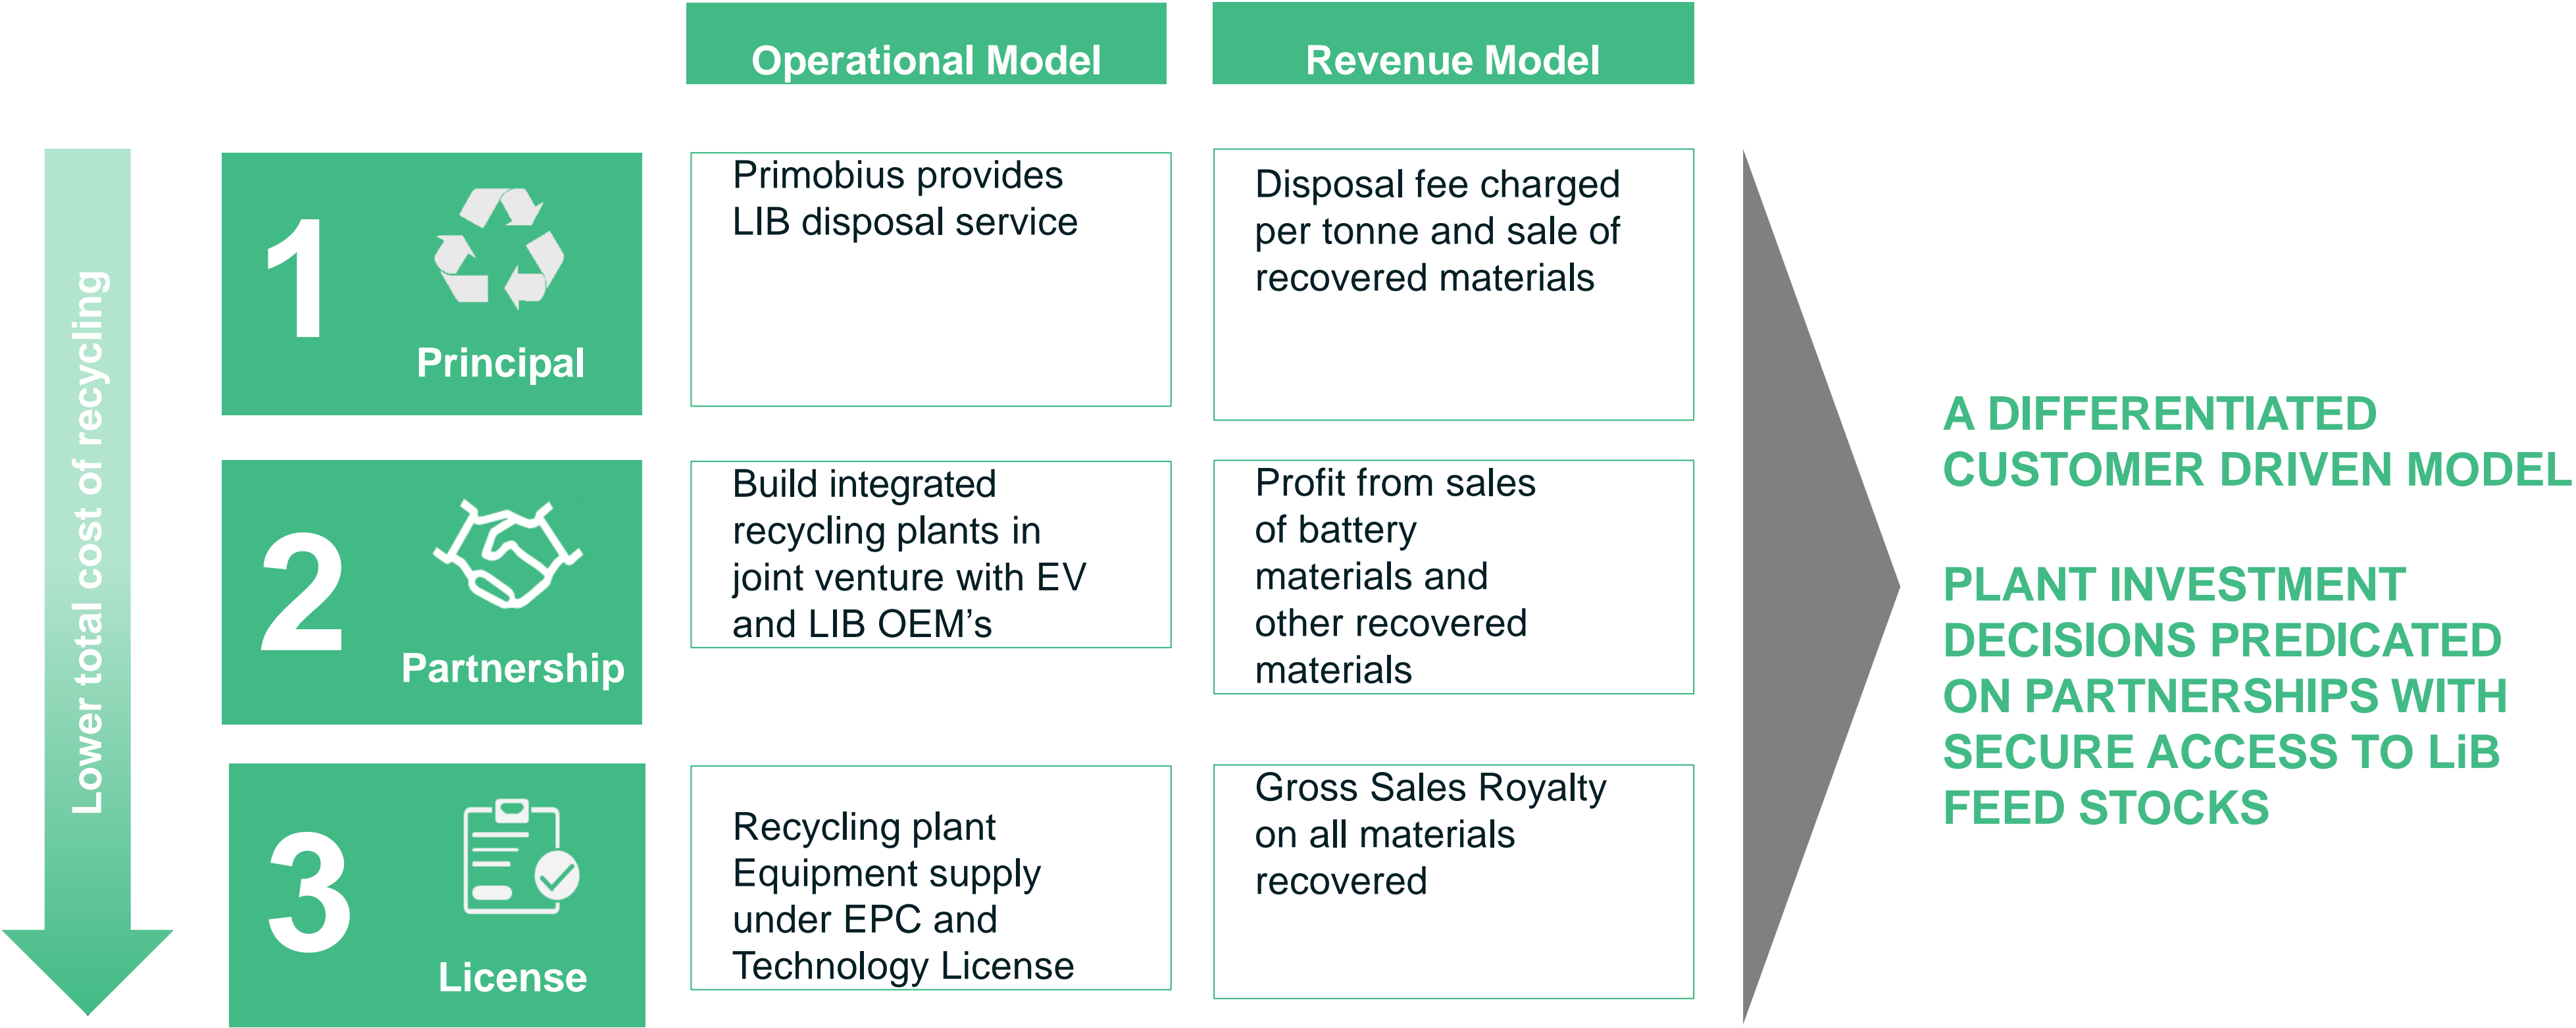 Operational Model
Revenue Model
Lower total cost of recycling
1
Principal
Primobius provides
LIB disposal service
Disposal fee charged
per tonne and sale of
recovered materials
2
Partnership
Build integrated
recycling plants in
joint venture with EV
and LIB OEM’s
Profit from sales
of battery
materials and
other recovered
materials
3
License
Recycling plant
Equipment supply
under EPC and
Technology License
Gross Sales Royalty
on all materials
recovered
A DIFFERENTIATED
CUSTOMER DRIVEN MODEL
PLANT INVESTMENT
DECISIONS PREDICATED
ON PARTNERSHIPS WITH
SECURE ACCESS TO LiB
FEED STOCKS